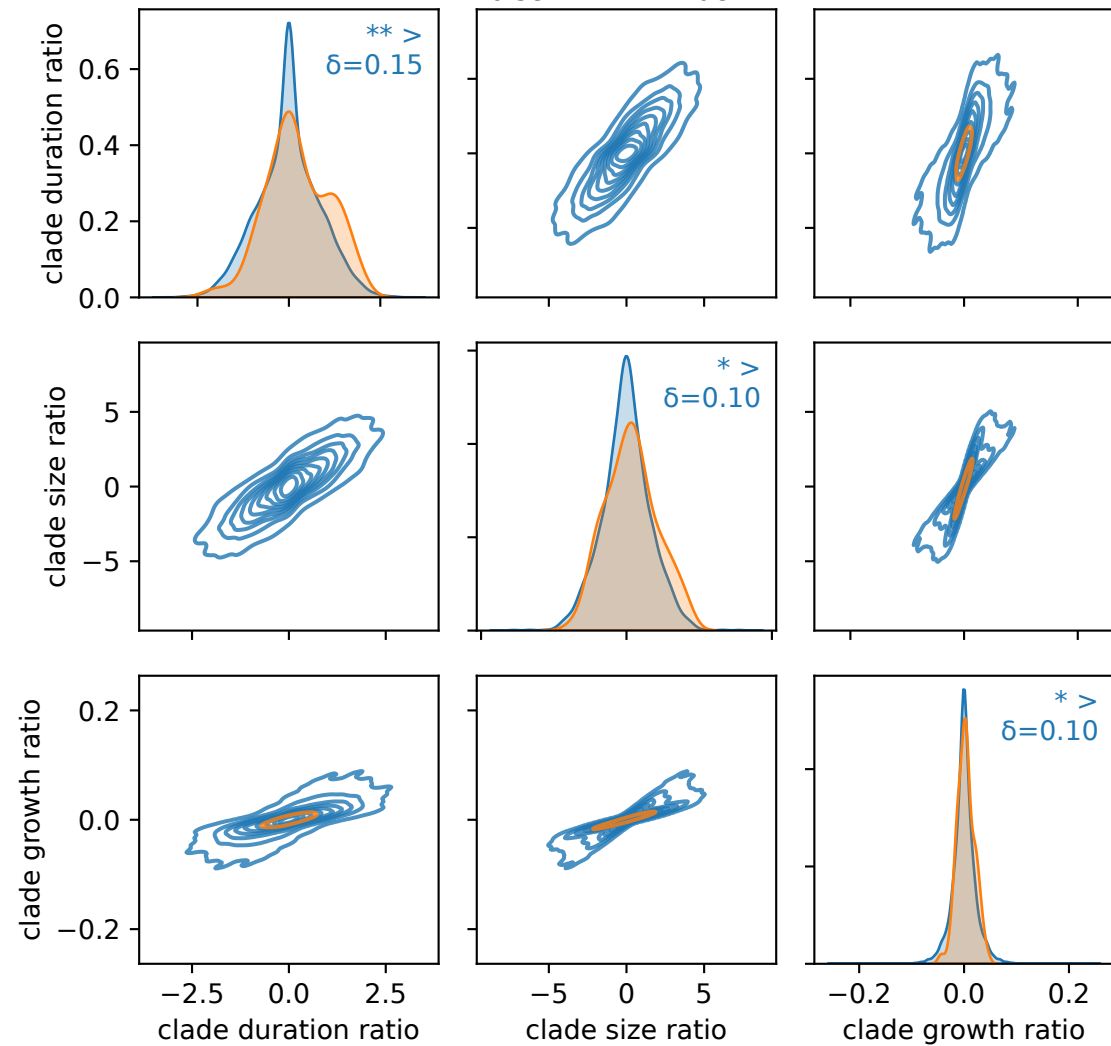 clade duration ratio
0.6
0.4
0.2
0.0
** >
δ=0.15
clade size ratio
5
0
−5
* >
δ=0.10
clade growth ratio
0.2
0.0
−0.2
* >
δ=0.10
−2.5 0.0 2.5
−5 0 5
−0.2 0.0 0.2
clade duration ratio
clade size ratio
clade growth ratio